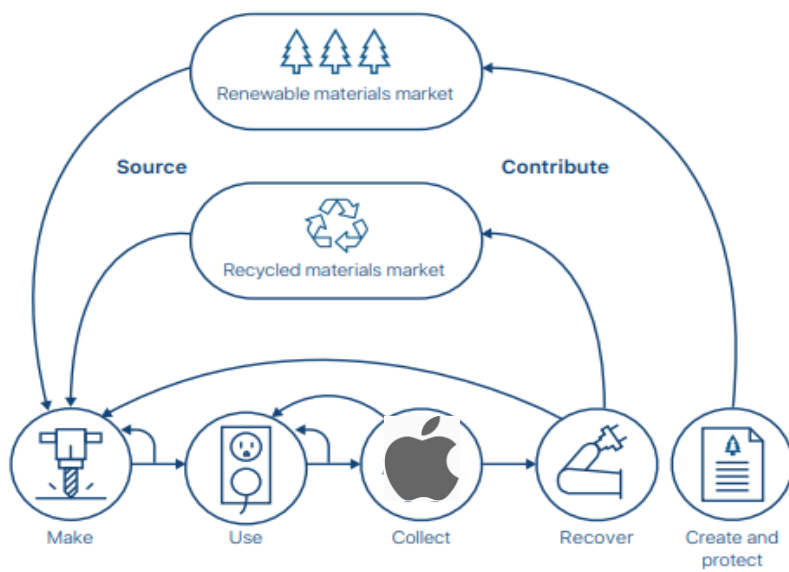 Renewable materials market
Source
Contribute
Recycled materials market
Make
Use
Collect
Recover
Create and
protect